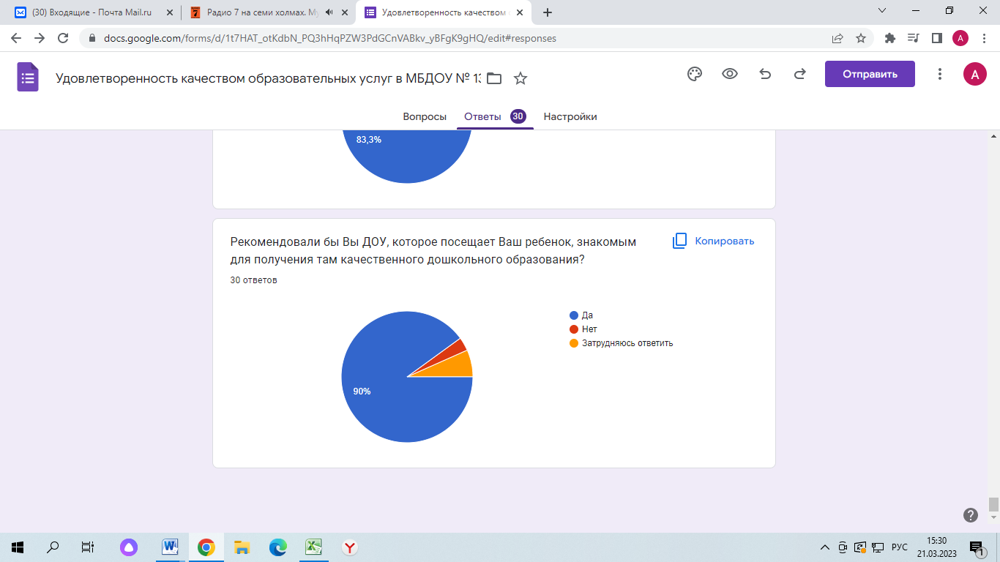 (30) Входящие - Почта Mail.ru
Радио 7 на семи холмах. Му
Удовлетворенность качеством
docs.google.com/forms/d/1t7HAT_otKdbN_PQ3hHqPZW3PdGCnVABkv_yBFgK9gHQ/edit#responses
A
Удовлетворенность качеством образовательных услуг в МБДОУ № 13
Отправить
A
Вопросы
Ответы 30
Настройки
83,3%
Рекомендовали бы Вы ДОУ, которое посещает Ваш ребенок, знакомым
для получения там качественного дошкольного образования?
Копировать
30 ответов
Да
Нет
Затрудняюсь ответить
90%
РУС
15:30
21.03.2023
1